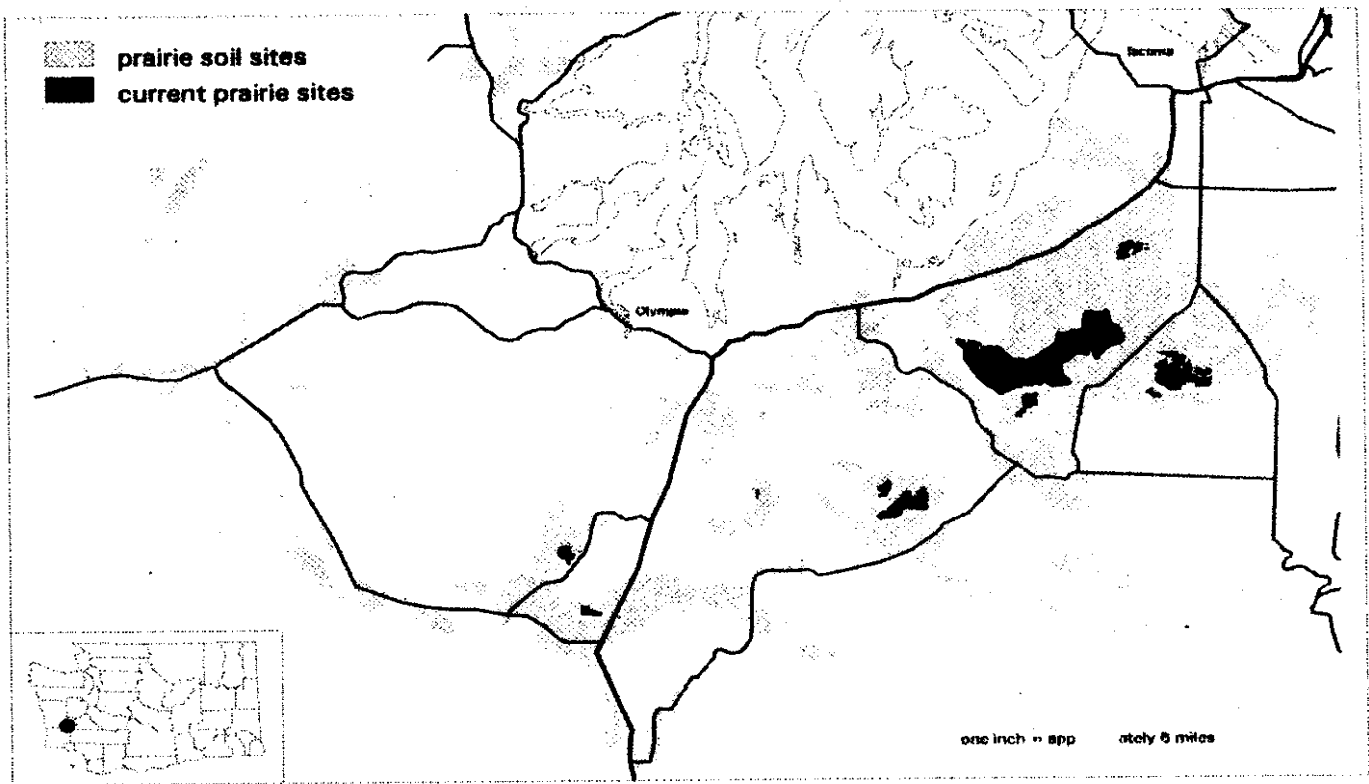 prairie soil sites
current prairie sites
Tacoma
Olympia
one inch = app ately 6 miles